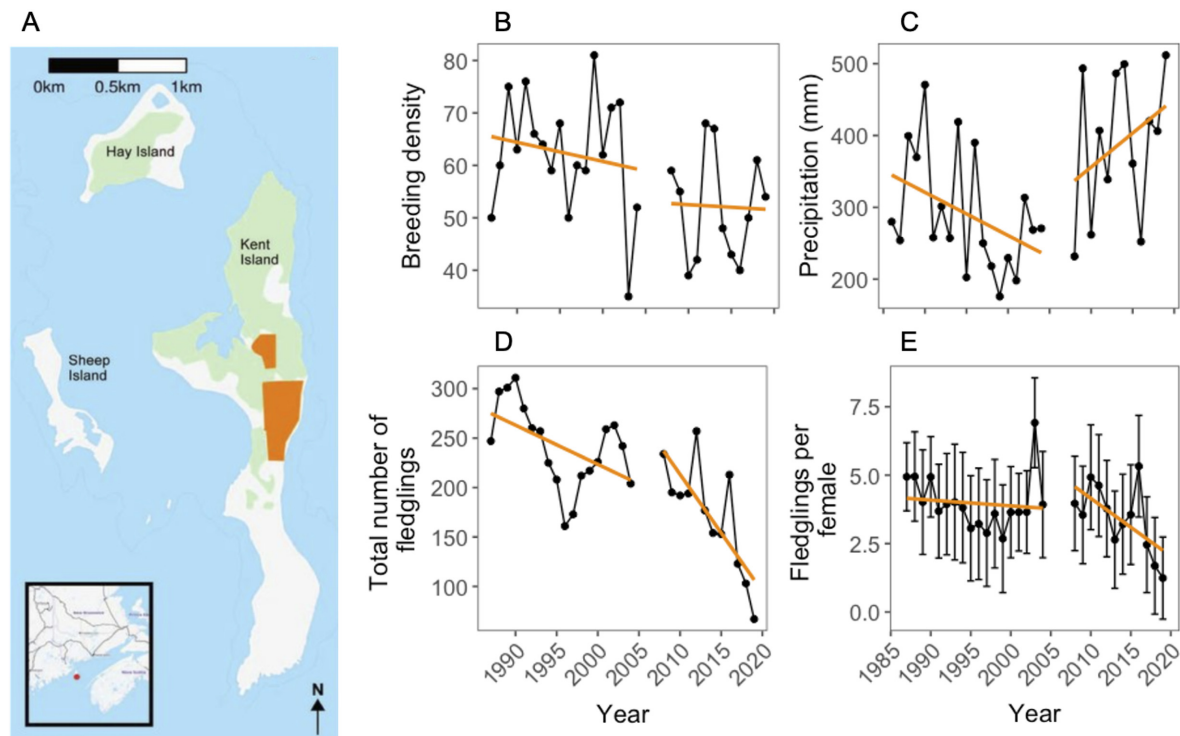 A
0km 0.5km 1km
Hay Island
Kent
Island
Sheep
Island
N
B
Breeding density
80
70
60
50
40
C
Precipitation (mm)
500
400
300
200
D
Total number of
fledglings
300
250
200
150
100
1990 1995 2000 2005 2010 2015 2020
Year
E
Fledglings per
female
7.5
5.0
2.5
0.0
1985 1990 1995 2000 2005 2010 2015 2020
Year